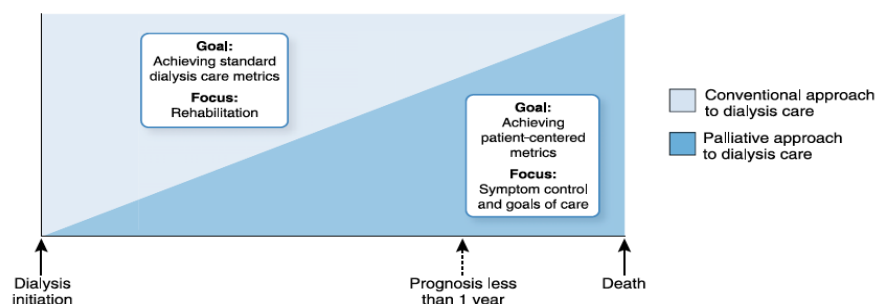 Goal:
Achieving standard
dialysis care metrics
Focus:
Rehabilitation
Goal:
Achieving
patient-centered
metrics
Focus:
Symptom control
and goals of care
Conventional approach
to dialysis care
Palliative approach
to dialysis care
Dialysis
initiation
Prognosis less
than 1 year
Death